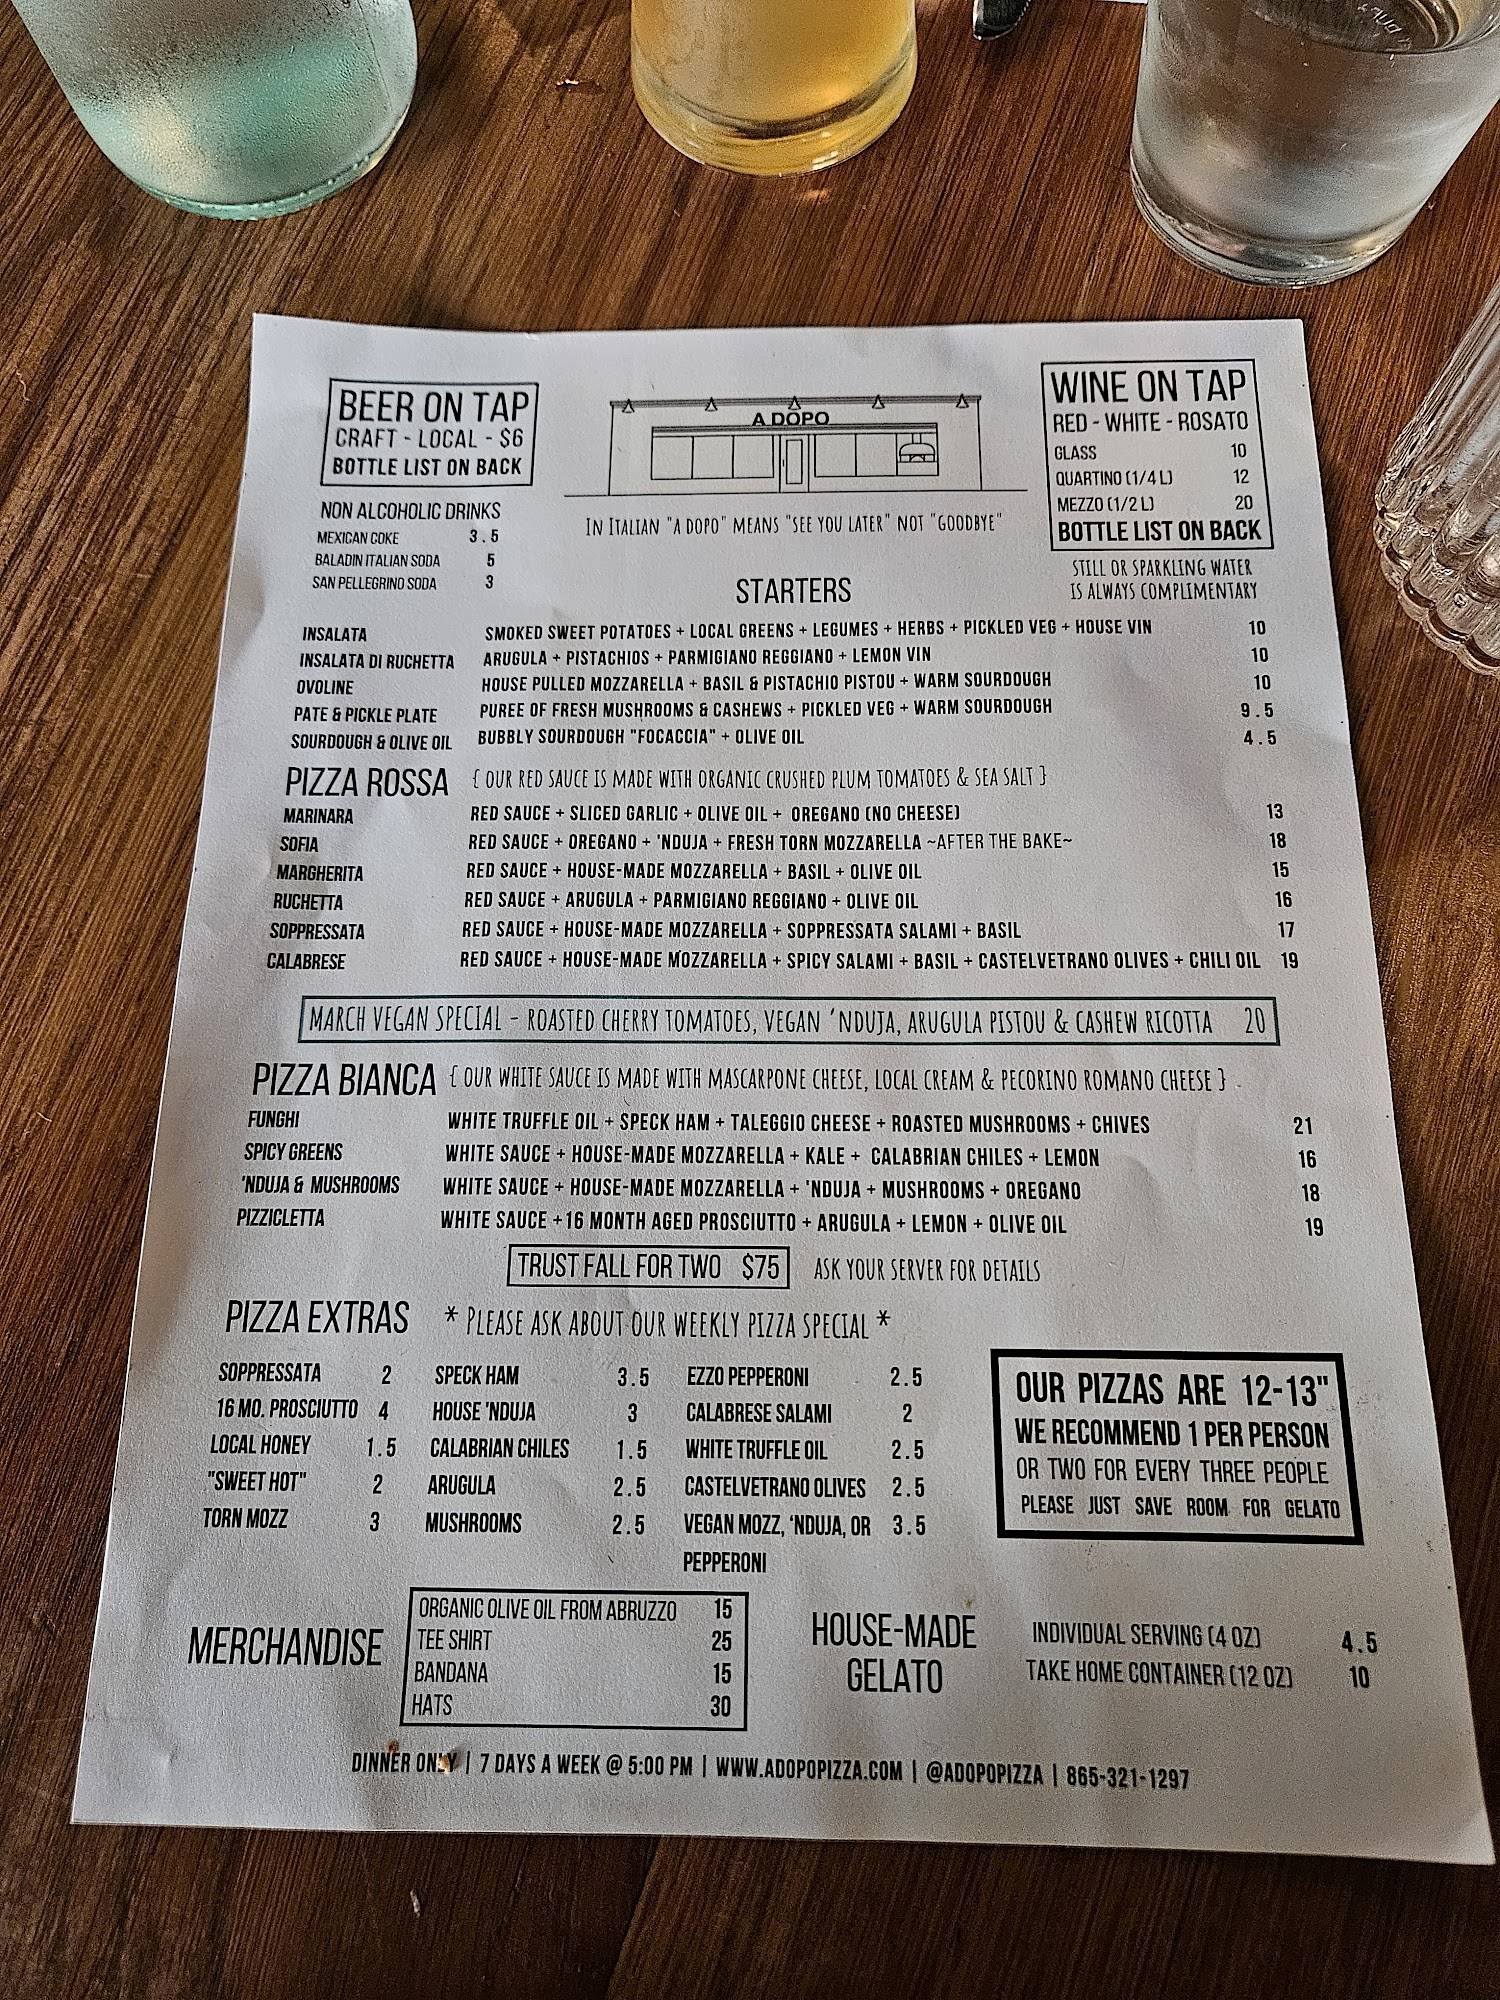 BEER ON TAP
CRAFT - LOCAL - $6
BOTTLE LIST ON BACK
NON ALCOHOLIC DRINKS
MEXICAN COKE 3.5
BALADIN ITALIAN SODA 5
SAN PELLEGRINO SODA 3
A DOPO
IN ITALIAN "A DOPO" MEANS "SEE YOU LATER" NOT "GOODBYE"
WINE ON TAP
RED - WHITE - ROSATO
GLASS 10
QUARTINO (1/4 L) 12
MEZZO (1/2 L) 20
BOTTLE LIST ON BACK
STILL OR SPARKLING WATER
IS ALWAYS COMPLIMENTARY
STARTERS
INSALATA SMOKED SWEET POTATOES + LOCAL GREENS + LEGUMES + HERBS + PICKLED VEG + HOUSE VIN 10
INSALATA DI RUCHETTA ARUGULA + PISTACHIOS + PARMIGIANO REGGIANO + LEMON VIN 10
OVOLINE HOUSE PULLED MOZZARELLA + BASIL & PISTACHIO PISTOU + WARM SOURDOUGH 10
PATE & PICKLE PLATE PUREE OF FRESH MUSHROOMS & CASHEWS + PICKLED VEG + WARM SOURDOUGH 9.5
SOURDOUGH & OLIVE OIL BUBBLY SOURDOUGH "FOCACCIA" + OLIVE OIL 4.5
PIZZA ROSSA { OUR RED SAUCE IS MADE WITH ORGANIC CRUSHED PLUM TOMATOES & SEA SALT }
MARINARA RED SAUCE + SLICED GARLIC + OLIVE OIL + OREGANO (NO CHEESE) 13
SOFIA RED SAUCE + OREGANO + 'NDUJA + FRESH TORN MOZZARELLA ~AFTER THE BAKE~ 18
MARGHERITA RED SAUCE + HOUSE-MADE MOZZARELLA + BASIL + OLIVE OIL 15
RUCHETTA RED SAUCE + ARUGULA + PARMIGIANO REGGIANO + OLIVE OIL 16
SOPPRESSATA RED SAUCE + HOUSE-MADE MOZZARELLA + SOPPRESSATA SALAMI + BASIL 17
CALABRESE RED SAUCE + HOUSE-MADE MOZZARELLA + SPICY SALAMI + BASIL + CASTELVETRANO OLIVES + CHILI OIL 19
MARCH VEGAN SPECIAL - ROASTED CHERRY TOMATOES, VEGAN 'NDUJA, ARUGULA PISTOU & CASHEW RICOTTA 20
PIZZA BIANCA { OUR WHITE SAUCE IS MADE WITH MASCARPONE CHEESE, LOCAL CREAM & PECORINO ROMANO CHEESE }
FUNGHI WHITE TRUFFLE OIL + SPECK HAM + TALEGGIO CHEESE + ROASTED MUSHROOMS + CHIVES 21
SPICY GREENS WHITE SAUCE + HOUSE-MADE MOZZARELLA + KALE + CALABRIAN CHILES + LEMON 16
'NDUJA & MUSHROOMS WHITE SAUCE + HOUSE-MADE MOZZARELLA + 'NDUJA + MUSHROOMS + OREGANO 18
PIZZICLETTA WHITE SAUCE +16 MONTH AGED PROSCIUTTO + ARUGULA + LEMON + OLIVE OIL 19
TRUST FALL FOR TWO $75 ASK YOUR SERVER FOR DETAILS
PIZZA EXTRAS * PLEASE ASK ABOUT OUR WEEKLY PIZZA SPECIAL *
SOPPRESSATA 2 SPECK HAM 3.5 EZZO PEPPERONI 2.5
16 MO. PROSCIUTTO 4 HOUSE 'NDUJA 3 CALABRESE SALAMI 2
LOCAL HONEY 1.5 CALABRIAN CHILES 1.5 WHITE TRUFFLE OIL 2.5
"SWEET HOT" 2 ARUGULA 2.5 CASTELVETRANO OLIVES 2.5
TORN MOZZ 3 MUSHROOMS 2.5 VEGAN MOZZ, 'NDUJA, OR 3.5
PEPPERONI
OUR PIZZAS ARE 12-13"
WE RECOMMEND 1 PER PERSON
OR TWO FOR EVERY THREE PEOPLE
PLEASE JUST SAVE ROOM FOR GELATO
MERCHANDISE
ORGANIC OLIVE OIL FROM ABRUZZO 15
TEE SHIRT 25
BANDANA 15
HATS 30
HOUSE-MADE
GELATO
INDIVIDUAL SERVING (4 OZ) 4.5
TAKE HOME CONTAINER (12 OZ) 10
DINNER ONLY | 7 DAYS A WEEK @ 5:00 PM | WWW.ADOPOPIZZA.COM | @ADOPOPIZZA | 865-321-1297